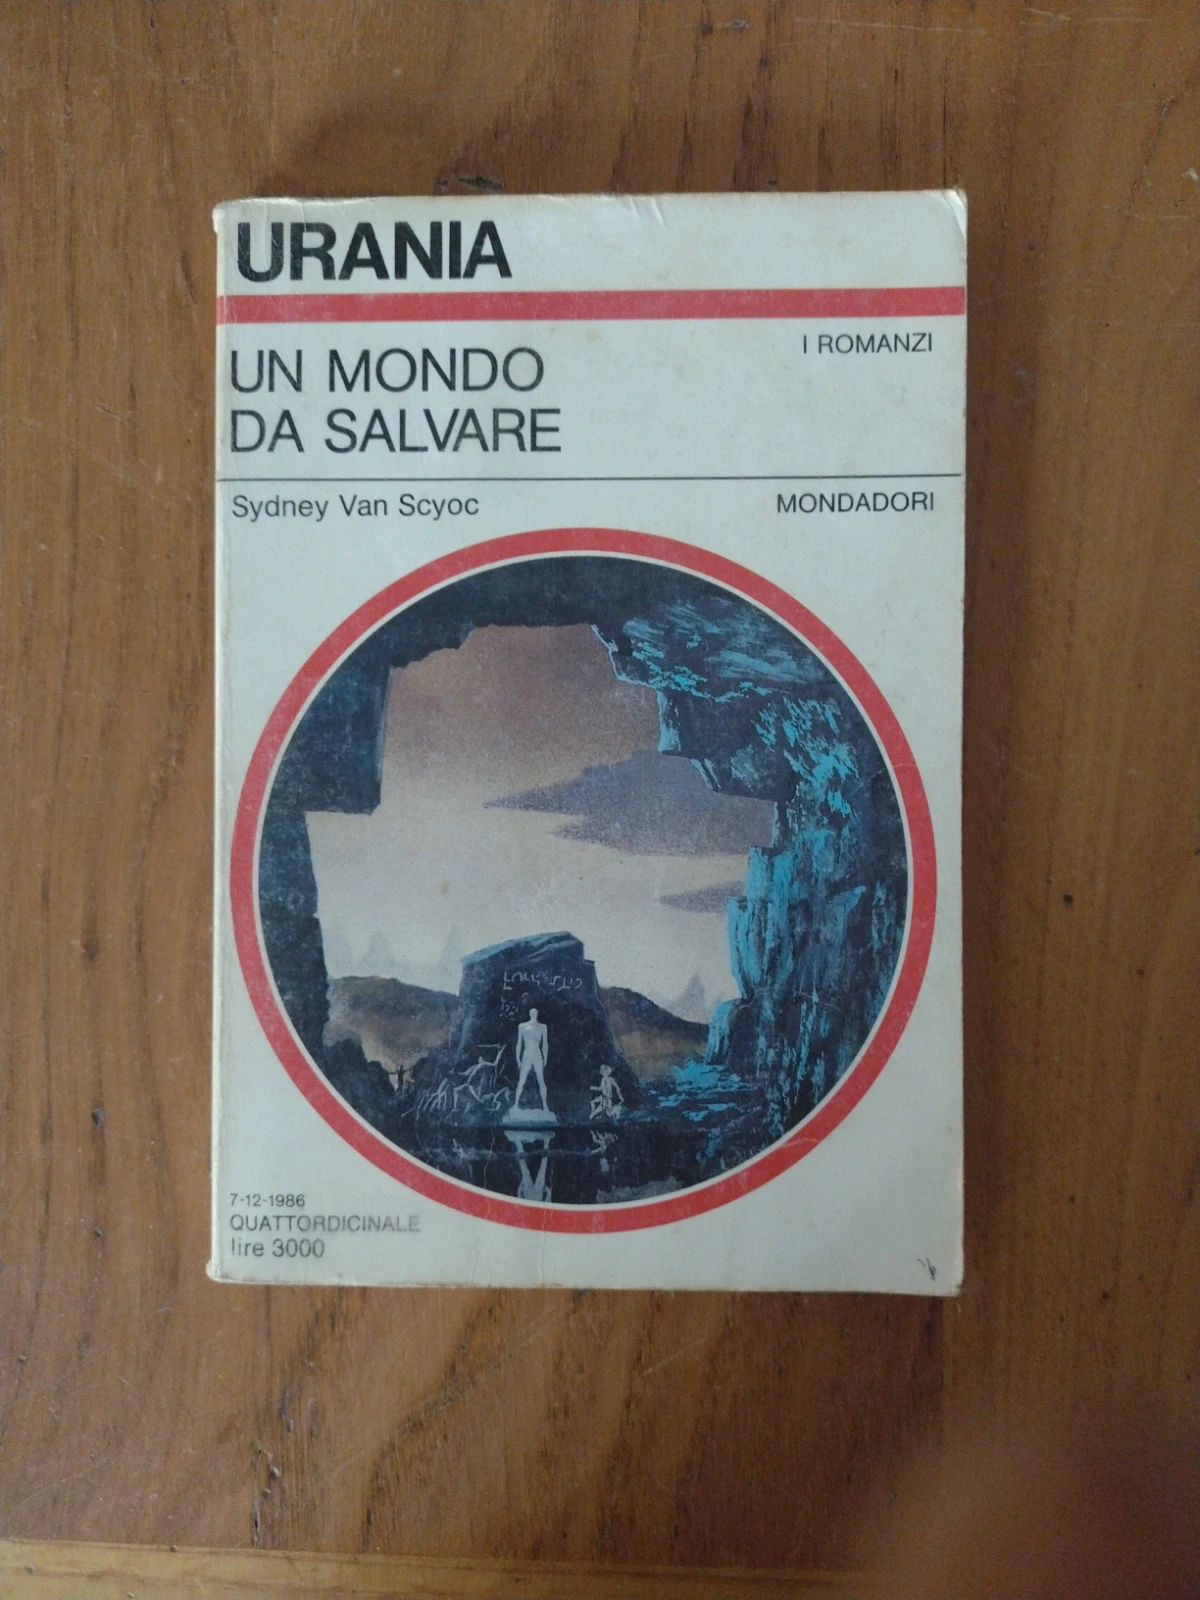 URANIA
I ROMANZI
UN MONDO
DA SALVARE
Sydney Van Scyoc
MONDADORI
7-12-1986
QUATTORDICINALE
lire 3000